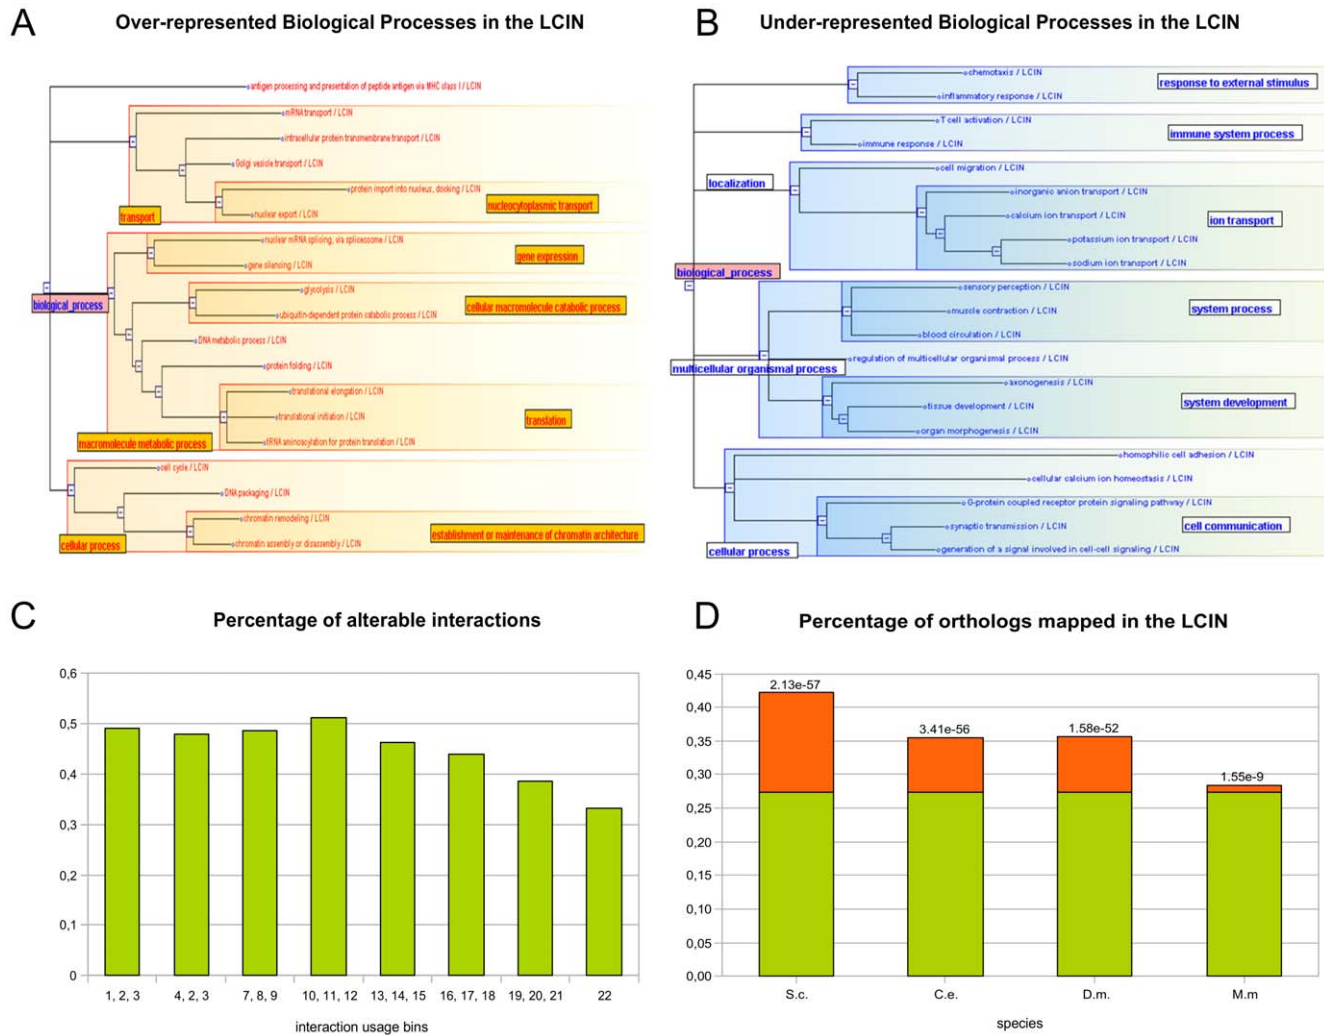 A
Over-represented Biological Processes in the LCIN
antigen processing and presentation of peptide antigen via MHC class I / LCIN
mRNA transport / LCIN
intracellular protein transmembrane transport / LCIN
Golgi vesicle transport / LCIN
protein import into nucleus, docking / LCIN
nucleocytoplasmic transport
nuclear export / LCIN
transport
nuclear mRNA splicing, via spliceosome / LCIN
gene expression
gene silencing / LCIN
glycolysis / LCIN
biological_process
cellular macromolecule catabolic process
ubiquitin-dependent protein catabolic process / LCIN
DNA metabolic process / LCIN
protein folding / LCIN
translational elongation / LCIN
translational initiation / LCIN
translation
tRNA aminoacylation for protein translation / LCIN
macromolecule metabolic process
cell cycle / LCIN
DNA packaging / LCIN
chromatin remodeling / LCIN
establishment or maintenance of chromatin architecture
cellular process
chromatin assembly or disassembly / LCIN
B
Under-represented Biological Processes in the LCIN
chemotaxis / LCIN
response to external stimulus
inflammatory response / LCIN
T cell activation / LCIN
immune system process
immune response / LCIN
cell migration / LCIN
localization
inorganic anion transport / LCIN
calcium ion transport / LCIN
ion transport
potassium ion transport / LCIN
sodium ion transport / LCIN
biological_process
sensory perception / LCIN
system process
muscle contraction / LCIN
blood circulation / LCIN
regulation of multicellular organismal process / LCIN
multicellular organismal process
axonogenesis / LCIN
system development
tissue development / LCIN
organ morphogenesis / LCIN
homophilic cell adhesion / LCIN
cellular calcium ion homeostasis / LCIN
G-protein coupled receptor protein signaling pathway / LCIN
synaptic transmission / LCIN
cell communication
cellular process
generation of a signal involved in cell-cell signaling / LCIN
C
Percentage of alterable interactions
0,6
0,5
0,4
0,3
0,2
0,1
0
1, 2, 3 4, 2, 3 7, 8, 9 10, 11, 12 13, 14, 15 16, 17, 18 19, 20, 21 22
interaction usage bins
D
Percentage of orthologs mapped in the LCIN
0,45
0,40
0,35
0,30
0,25
0,20
0,15
0,10
0,05
0,00
2.13e-57
3.41e-56
1.58e-52
1.55e-9
S.c. C.e. D.m. M.m
species